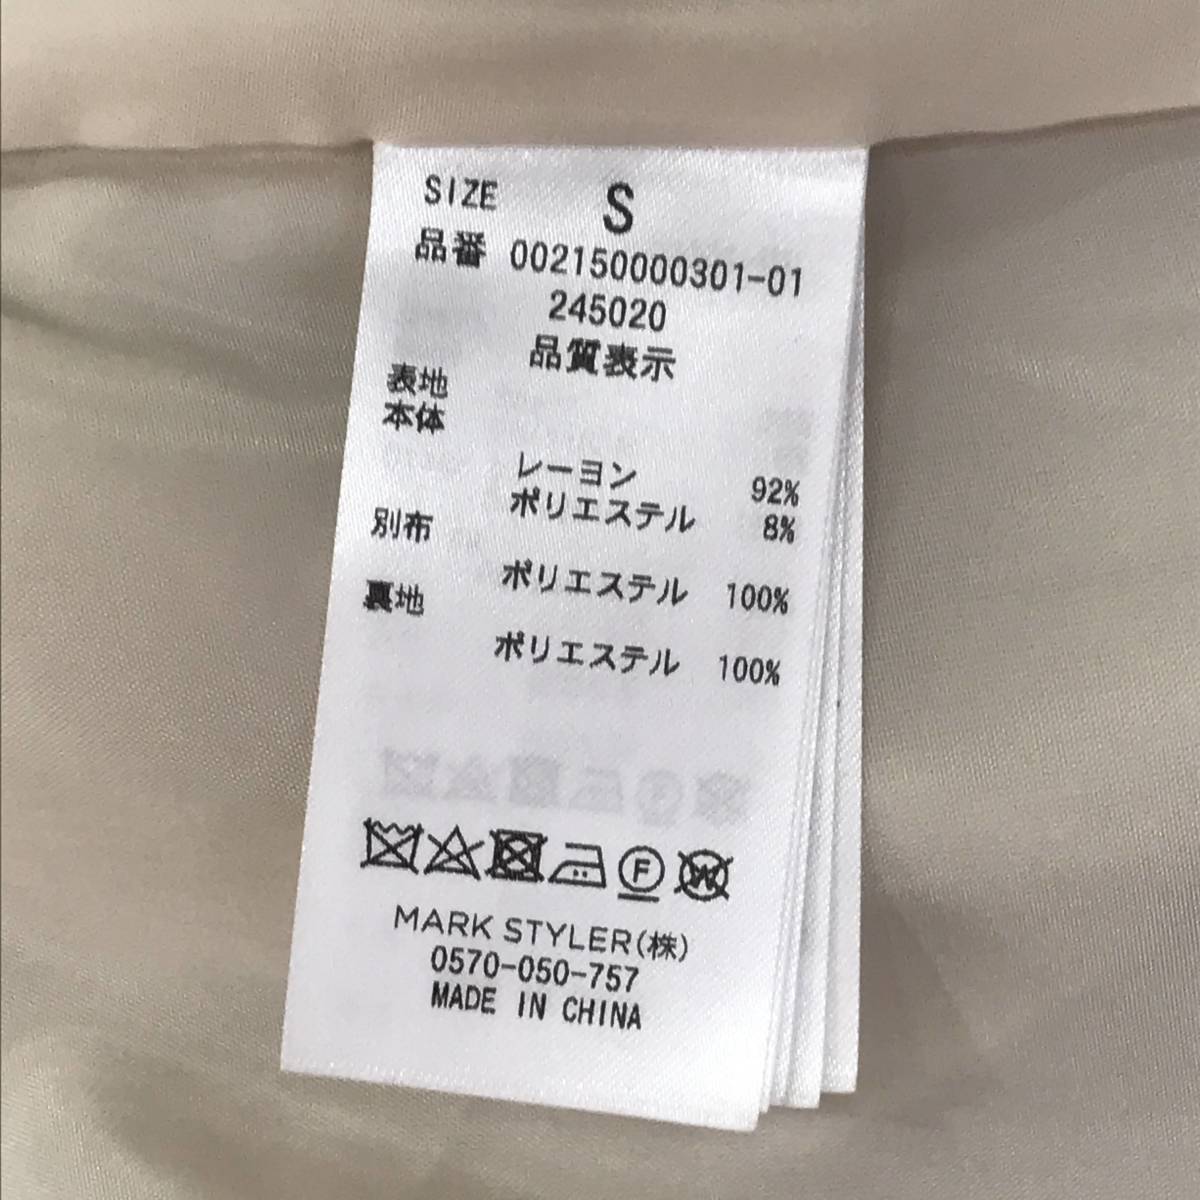 SIZE S
品番 002150000301-01
245020
品質表示
表地
本体
レーヨン 92%
ポリエステル 8%
別布
ポリエステル 100%
裏地
ポリエステル 100%
F W
MARK STYLER(株)
0570-050-757
MADE IN CHINA